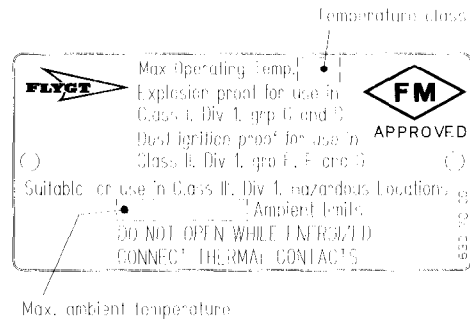 Temperature class
Max Operating Temp.
FLYGT
Explosion proof for use in
Class I, Div 1, grp C and D
FM
APPROVED
Dust ignition proof for use in
Class II, Div 1, grp E, F and G
Suitable for use in Class III, Div 1, hazardous Locations
Ambient limits
DO NOT OPEN WHILE ENERGIZED
CONNECT THERMAL CONTACTS
Max. ambient temperature